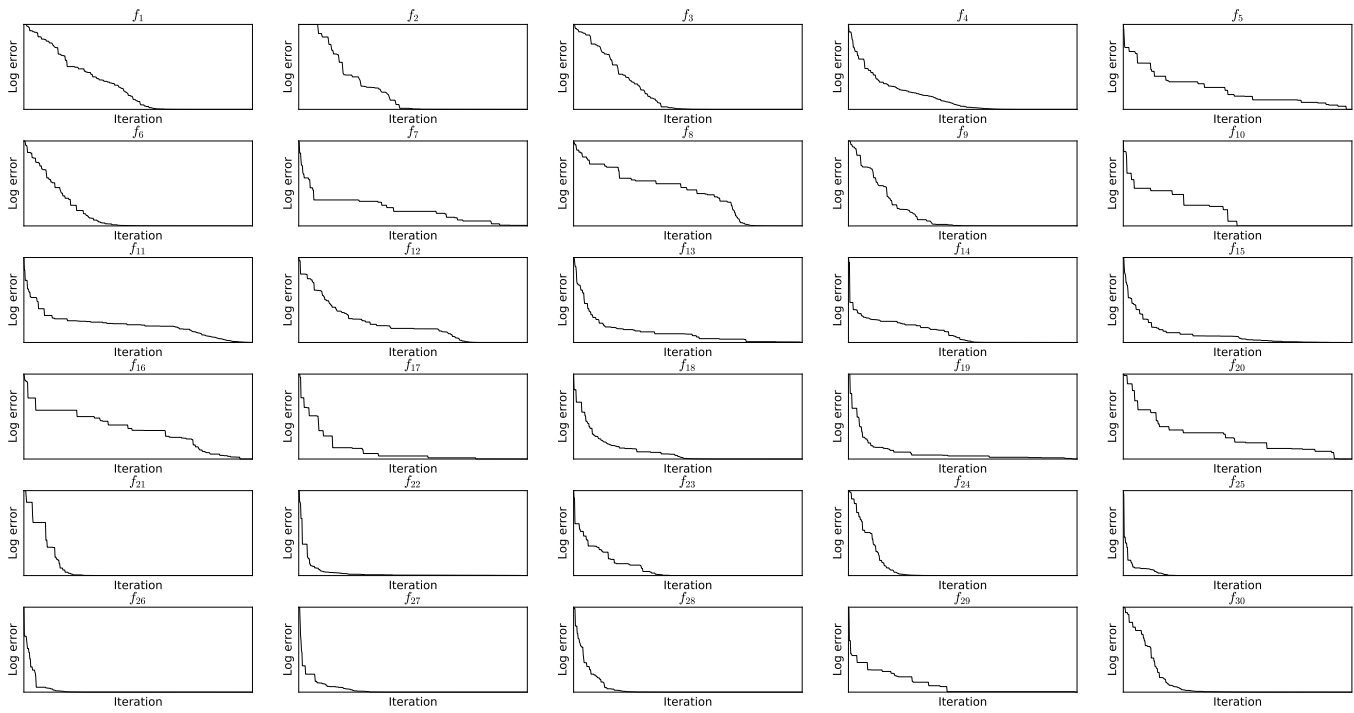 f1 f2 f3 f4 f5
Log error Log error Log error Log error Log error
Iteration Iteration Iteration Iteration Iteration
f6 f7 f8 f9 f10
Log error Log error Log error Log error Log error
Iteration Iteration Iteration Iteration Iteration
f11 f12 f13 f14 f15
Log error Log error Log error Log error Log error
Iteration Iteration Iteration Iteration Iteration
f16 f17 f18 f19 f20
Log error Log error Log error Log error Log error
Iteration Iteration Iteration Iteration Iteration
f21 f22 f23 f24 f25
Log error Log error Log error Log error Log error
Iteration Iteration Iteration Iteration Iteration
f26 f27 f28 f29 f30
Log error Log error Log error Log error Log error
Iteration Iteration Iteration Iteration Iteration